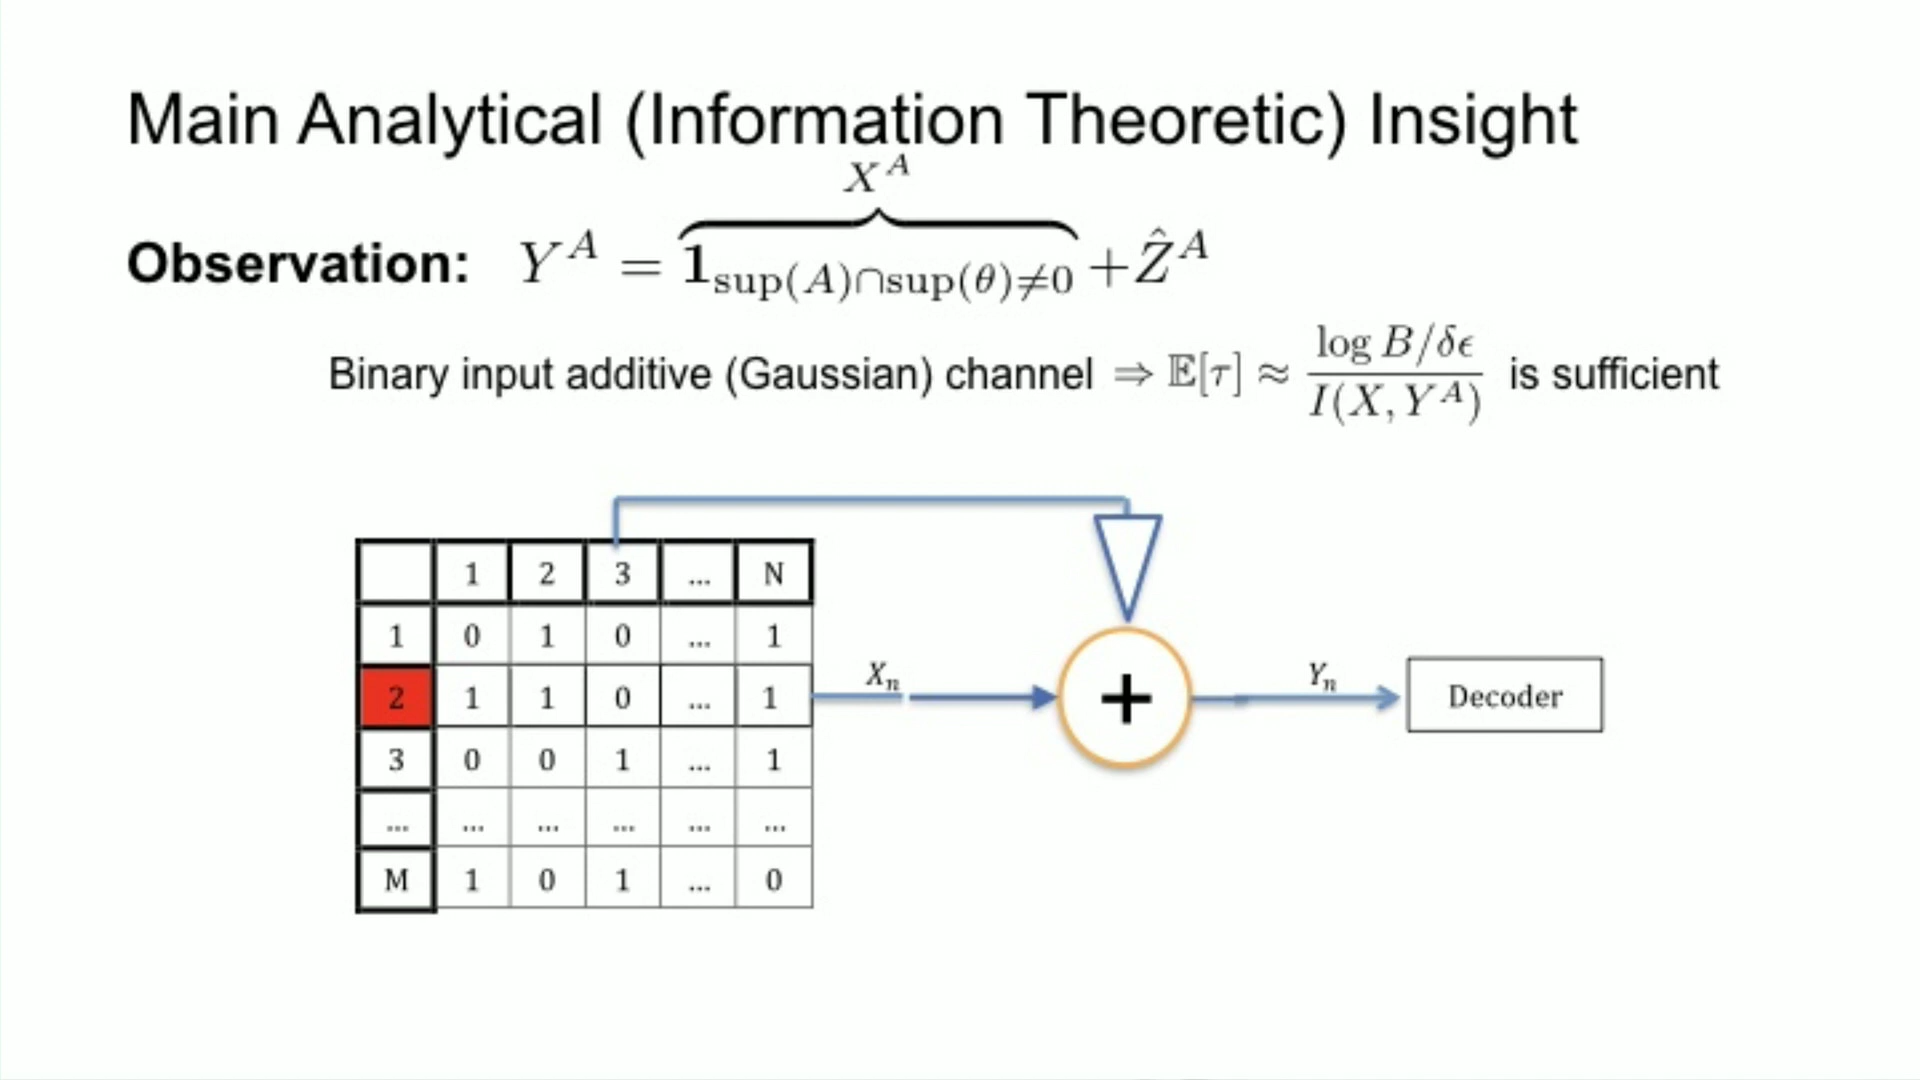 Main Analytical (Information Theoretic) Insight
X^A
Observation: Y^A = 1_{sup(A)∩sup(θ)≠0} + Ẑ^A
Binary input additive (Gaussian) channel ⇒ 𝔼[τ] ≈ \frac{log B/δϵ}{I(X, Y^A)} is sufficient
1 2 3 ... N
1 0 1 0 ... 1
2 1 1 0 ... 1
3 0 0 1 ... 1
... ... ... ... ... ...
M 1 0 1 ... 0
X_n
+
Y_n
Decoder